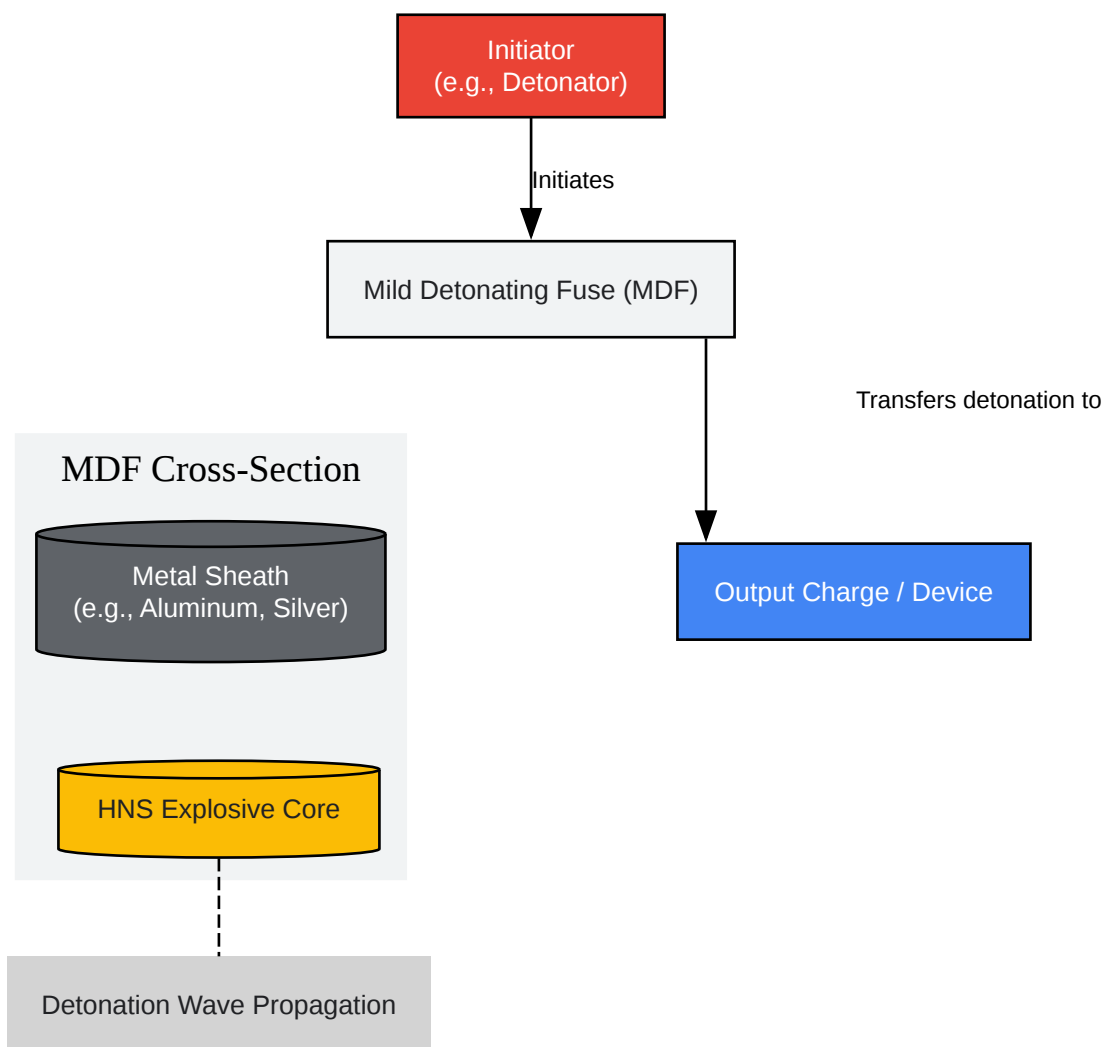 Initiator
(e.g., Detonator)
Initiates
Mild Detonating Fuse (MDF)
Transfers detonation to
MDF Cross-Section
Metal Sheath
(e.g., Aluminum, Silver)
Output Charge / Device
HNS Explosive Core
Detonation Wave Propagation